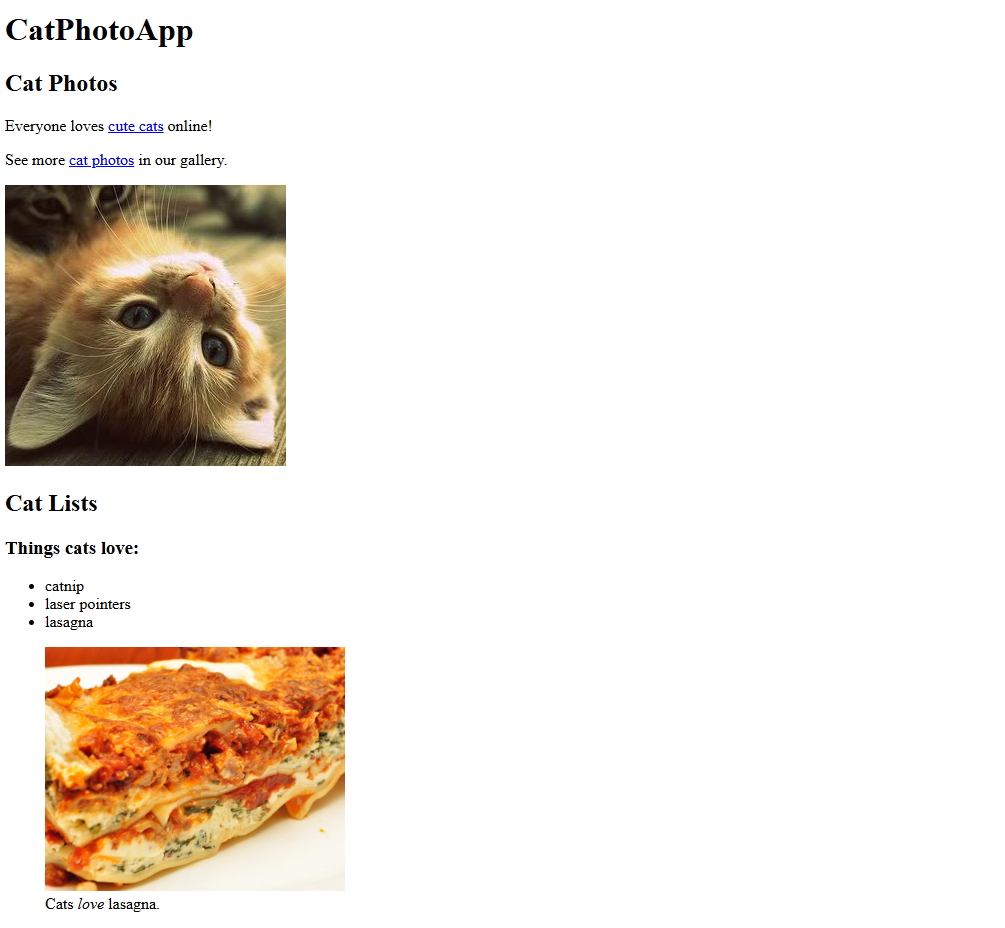 CatPhotoApp
Cat Photos
Everyone loves cute cats online!
See more cat photos in our gallery.
Cat Lists
Things cats love:
• catnip
• laser pointers
• lasagna
Cats love lasagna.